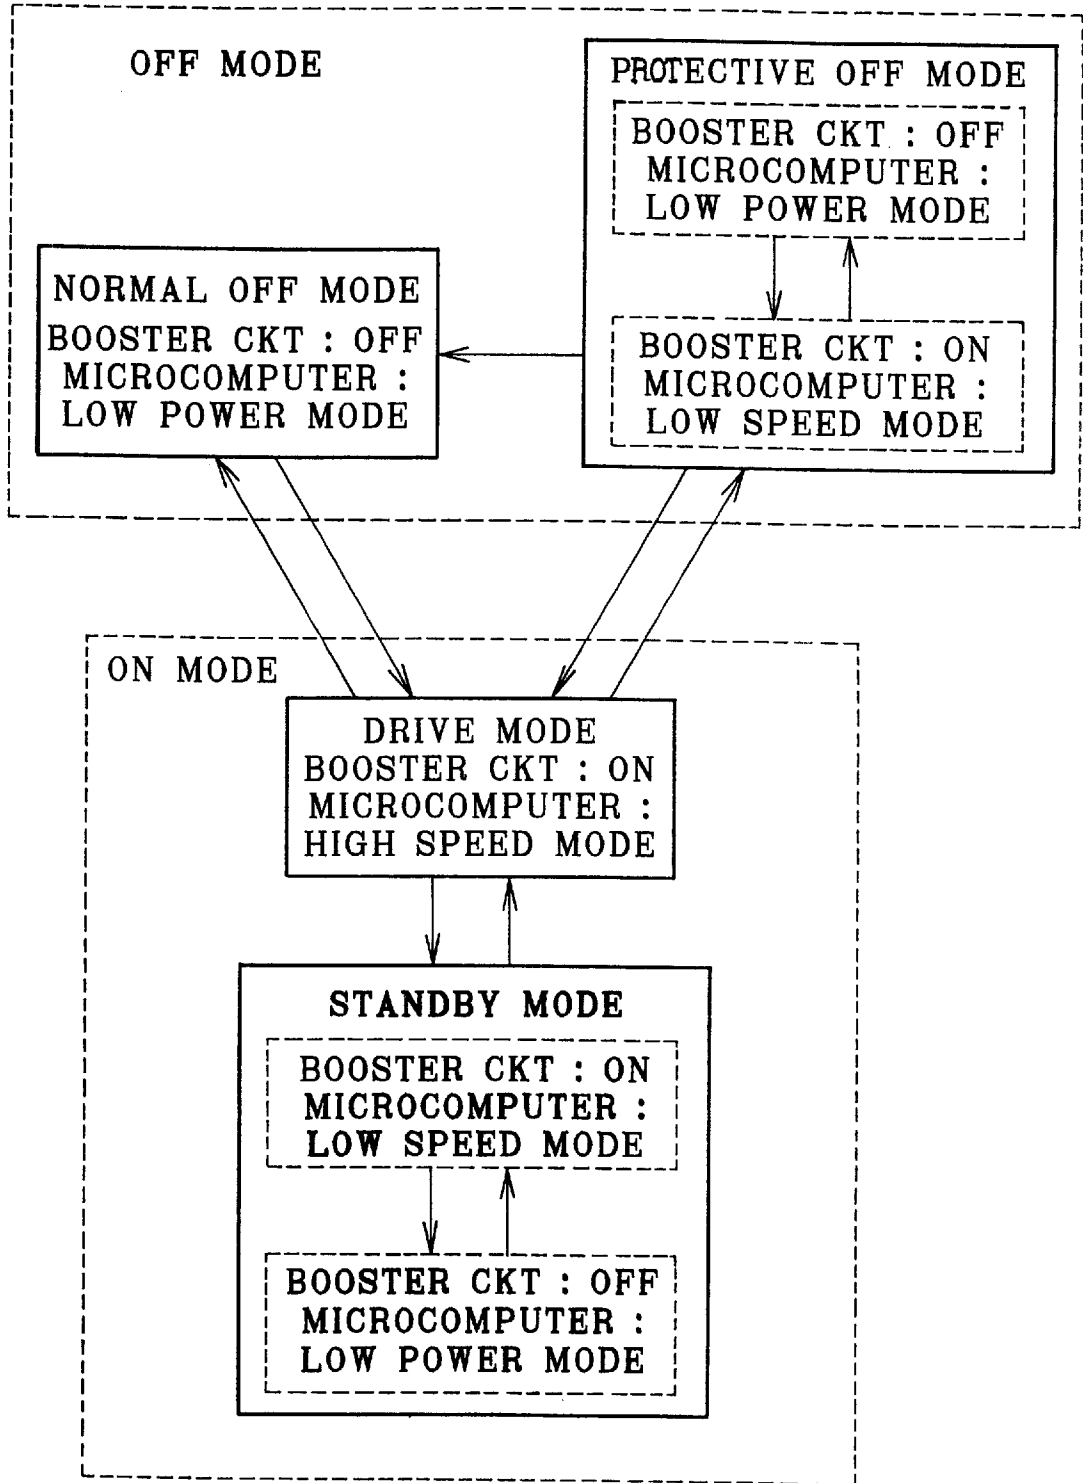 OFF MODE
PROTECTIVE OFF MODE
BOOSTER CKT : OFF
MICROCOMPUTER :
LOW POWER MODE
BOOSTER CKT : ON
MICROCOMPUTER :
LOW SPEED MODE
NORMAL OFF MODE
BOOSTER CKT : OFF
MICROCOMPUTER :
LOW POWER MODE
ON MODE
DRIVE MODE
BOOSTER CKT : ON
MICROCOMPUTER :
HIGH SPEED MODE
STANDBY MODE
BOOSTER CKT : ON
MICROCOMPUTER :
LOW SPEED MODE
BOOSTER CKT : OFF
MICROCOMPUTER :
LOW POWER MODE